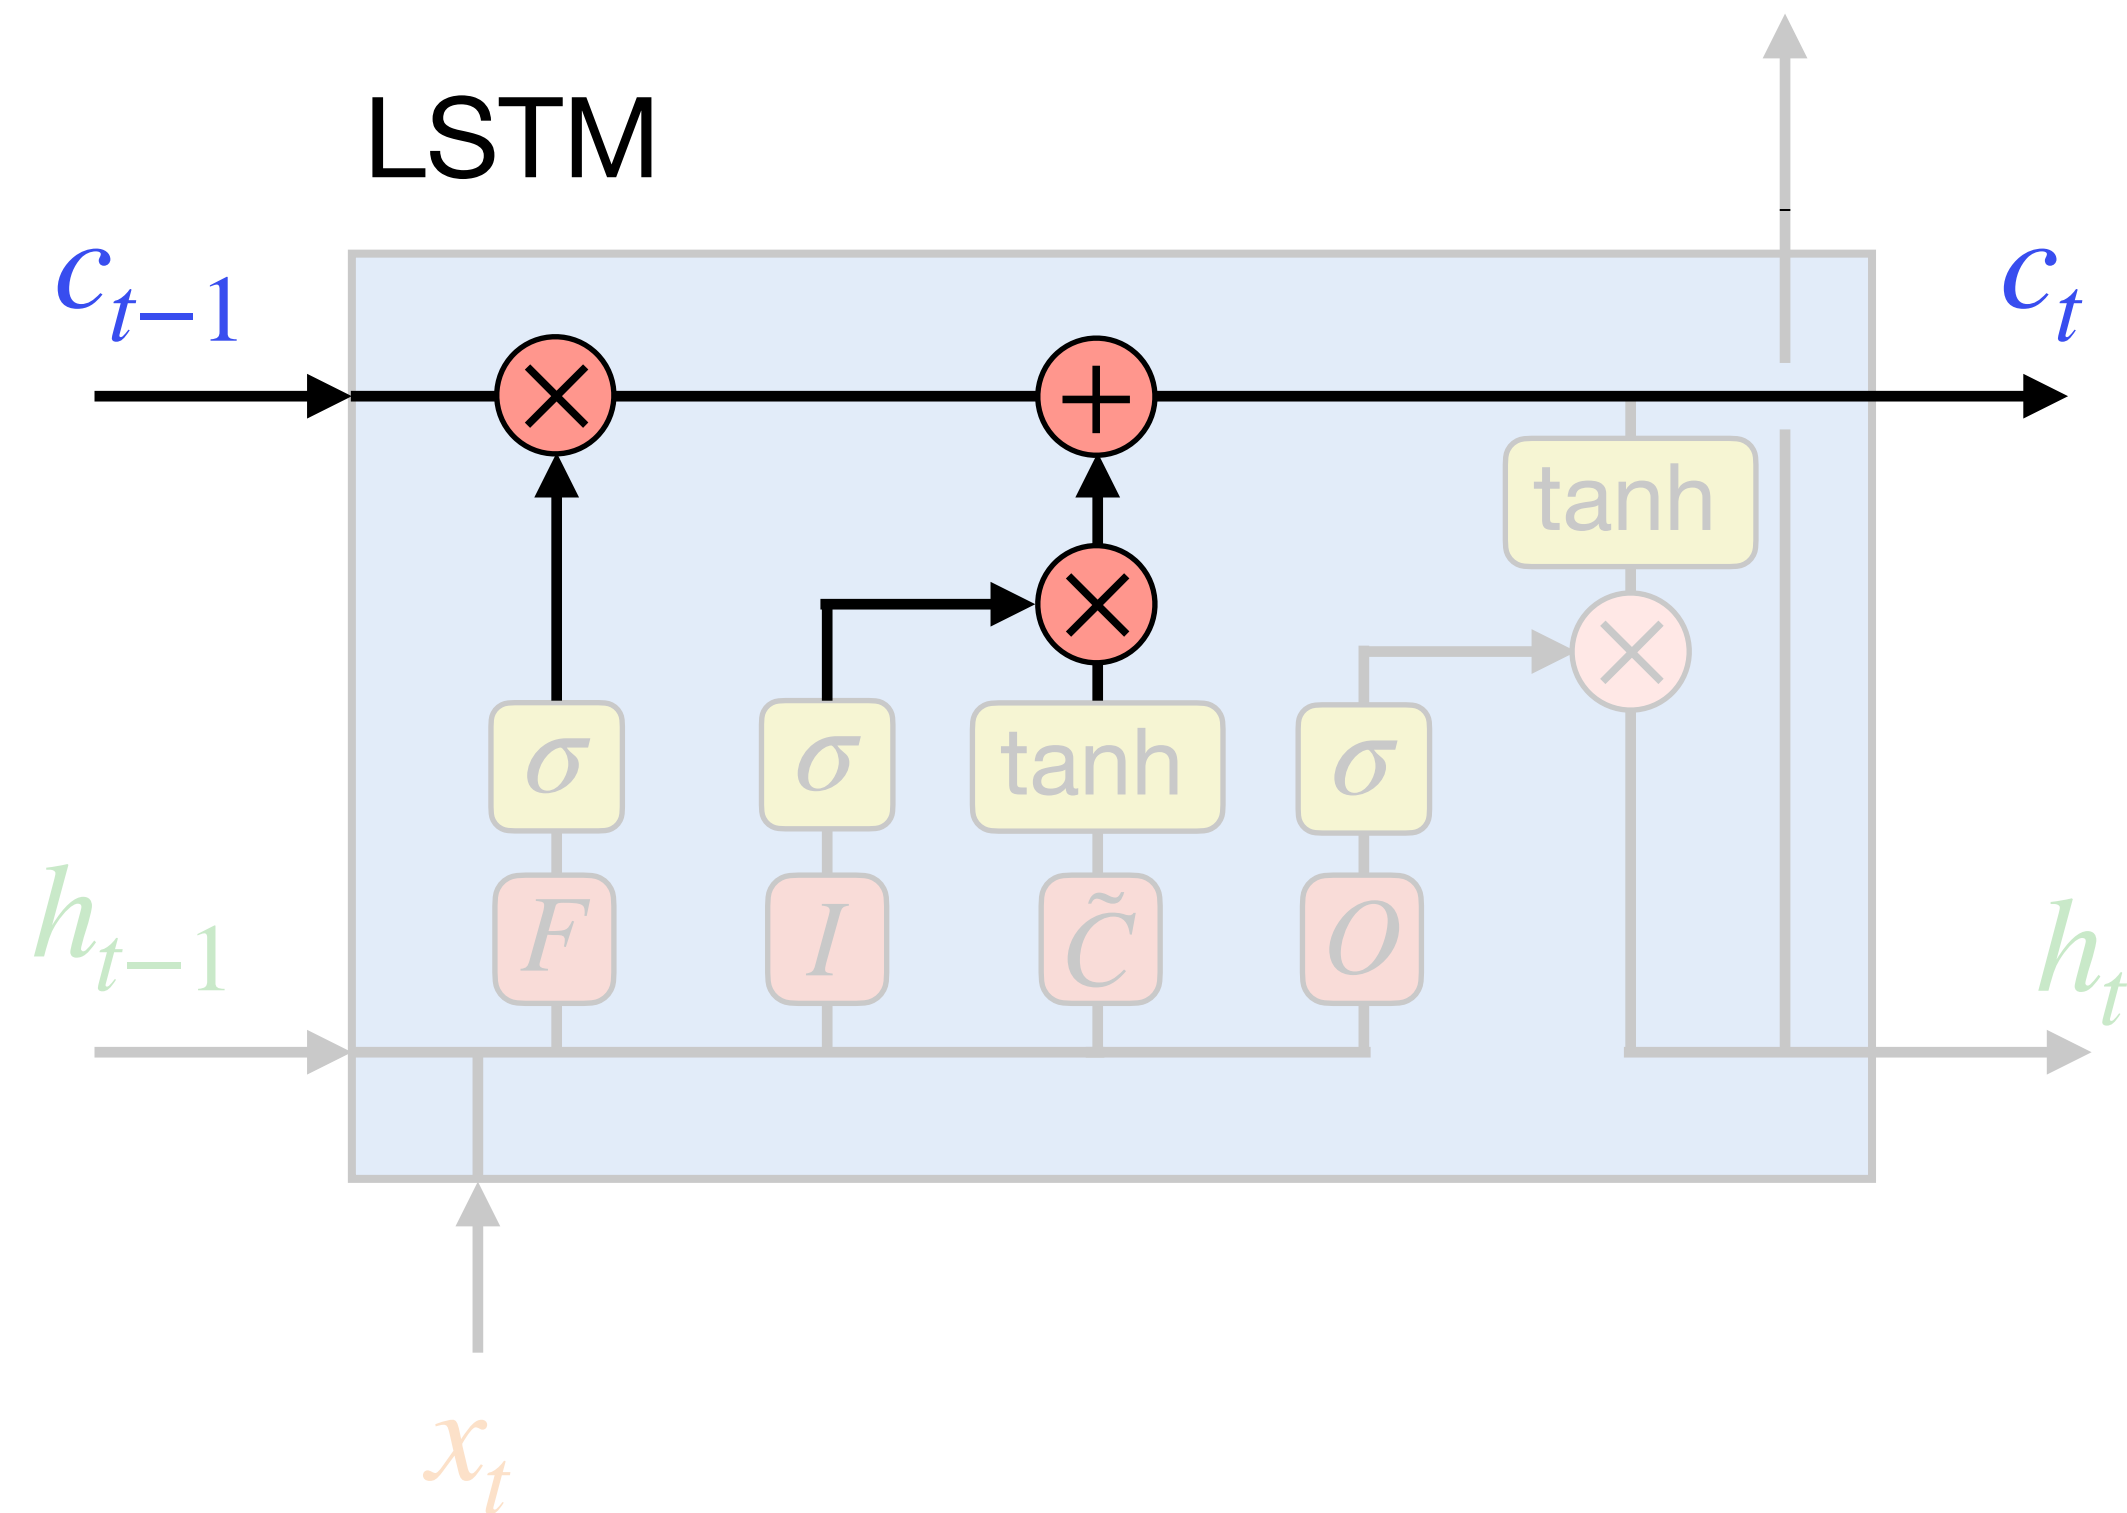 LSTM
c_{t−1} c_t
× +
tanh
× ×
σ σ tanh σ
h_{t−1} F I C̃ O h_t
x_t